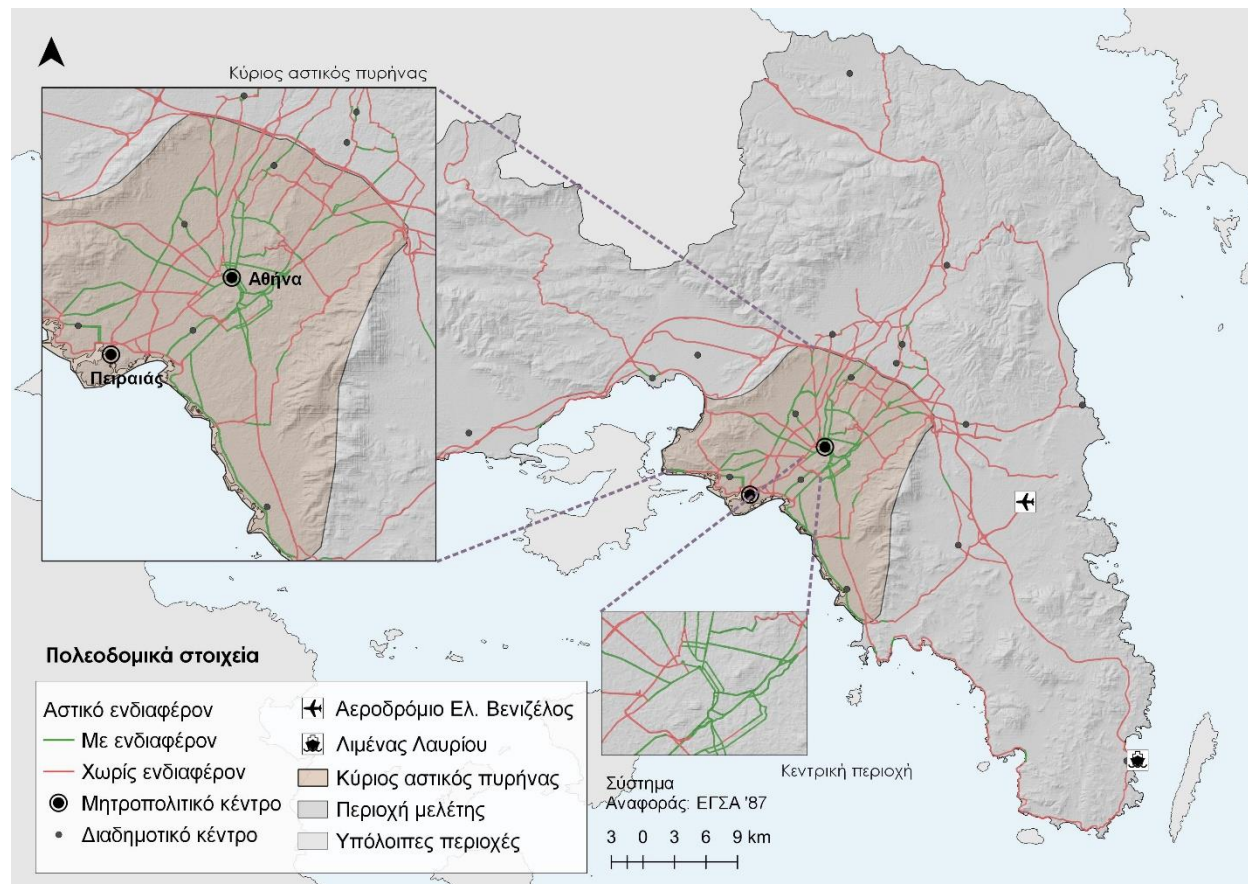 Κύριος αστικός πυρήνας
Αθήνα
Πειραιάς
Πολεοδομικά στοιχεία
Αστικό ενδιαφέρον
Με ενδιαφέρον
Χωρίς ενδιαφέρον
Μητροπολιτικό κέντρο
Διαδημοτικό κέντρο
Αεροδρόμιο Ελ. Βενιζέλος
Λιμένας Λαυρίου
Κύριος αστικός πυρήνας
Περιοχή μελέτης
Υπόλοιπες περιοχές
Κεντρική περιοχή
Σύστημα
Αναφοράς: ΕΓΣΑ '87
3 0 3 6 9 km